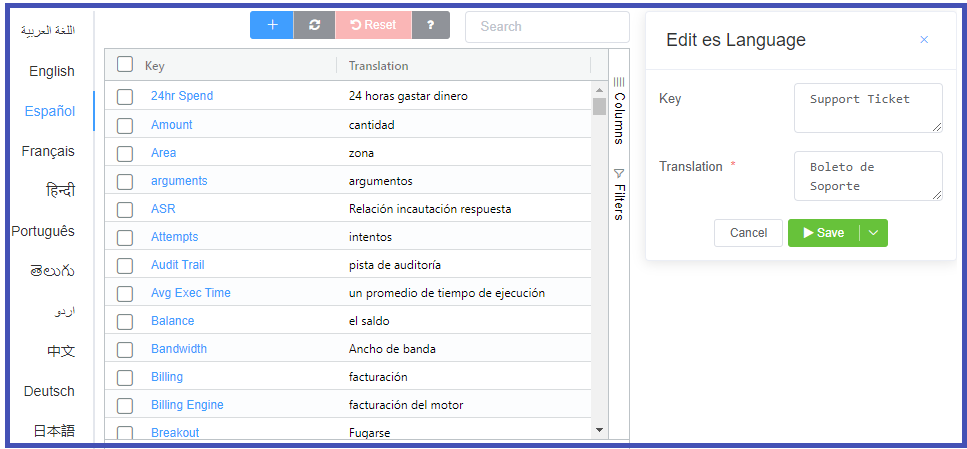 اللغة العربية
English
Español
Français
हिन्दी
Português
తెలుగు
اردو
中文
Deutsch
日本語
+ Reset ? Search
Key Translation
24hr Spend 24 horas gastar dinero
Amount cantidad
Area zona
arguments argumentos
ASR Relación incautación respuesta
Attempts intentos
Audit Trail pista de auditoría
Avg Exec Time un promedio de tiempo de ejecución
Balance el saldo
Bandwidth Ancho de banda
Billing facturación
Billing Engine facturación del motor
Breakout Fugarse
Columns
Filters
Edit es Language ×
Key Support Ticket
Translation * Boleto de
Soporte
Cancel Save